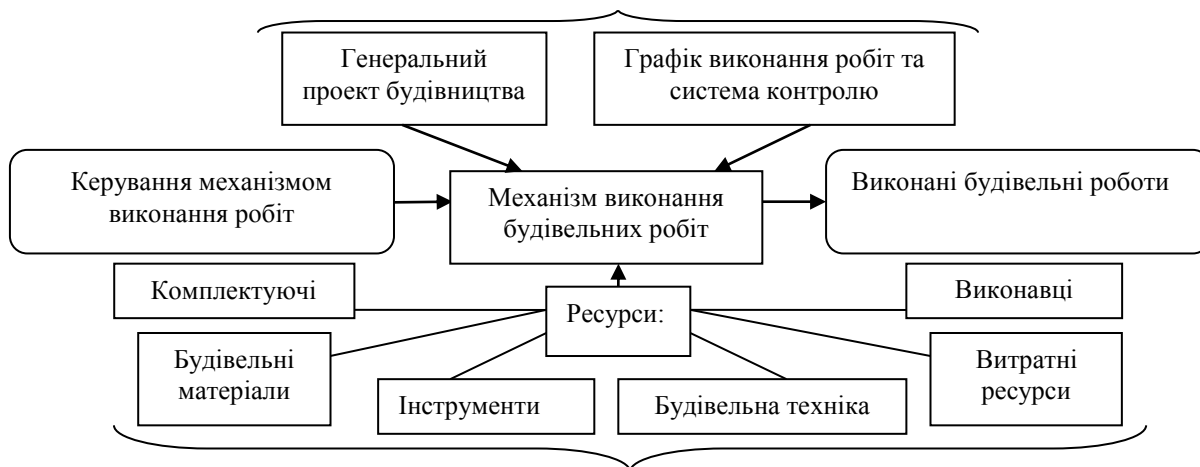 Генеральний
проект будівництва
Графік виконання робіт та
система контролю
Керування механізмом
виконання робіт
Механізм виконання
будівельних робіт
Виконані будівельні роботи
Комплектуючі
Ресурси:
Виконавці
Будівельні
матеріали
Інструменти
Будівельна техніка
Витратні
ресурси